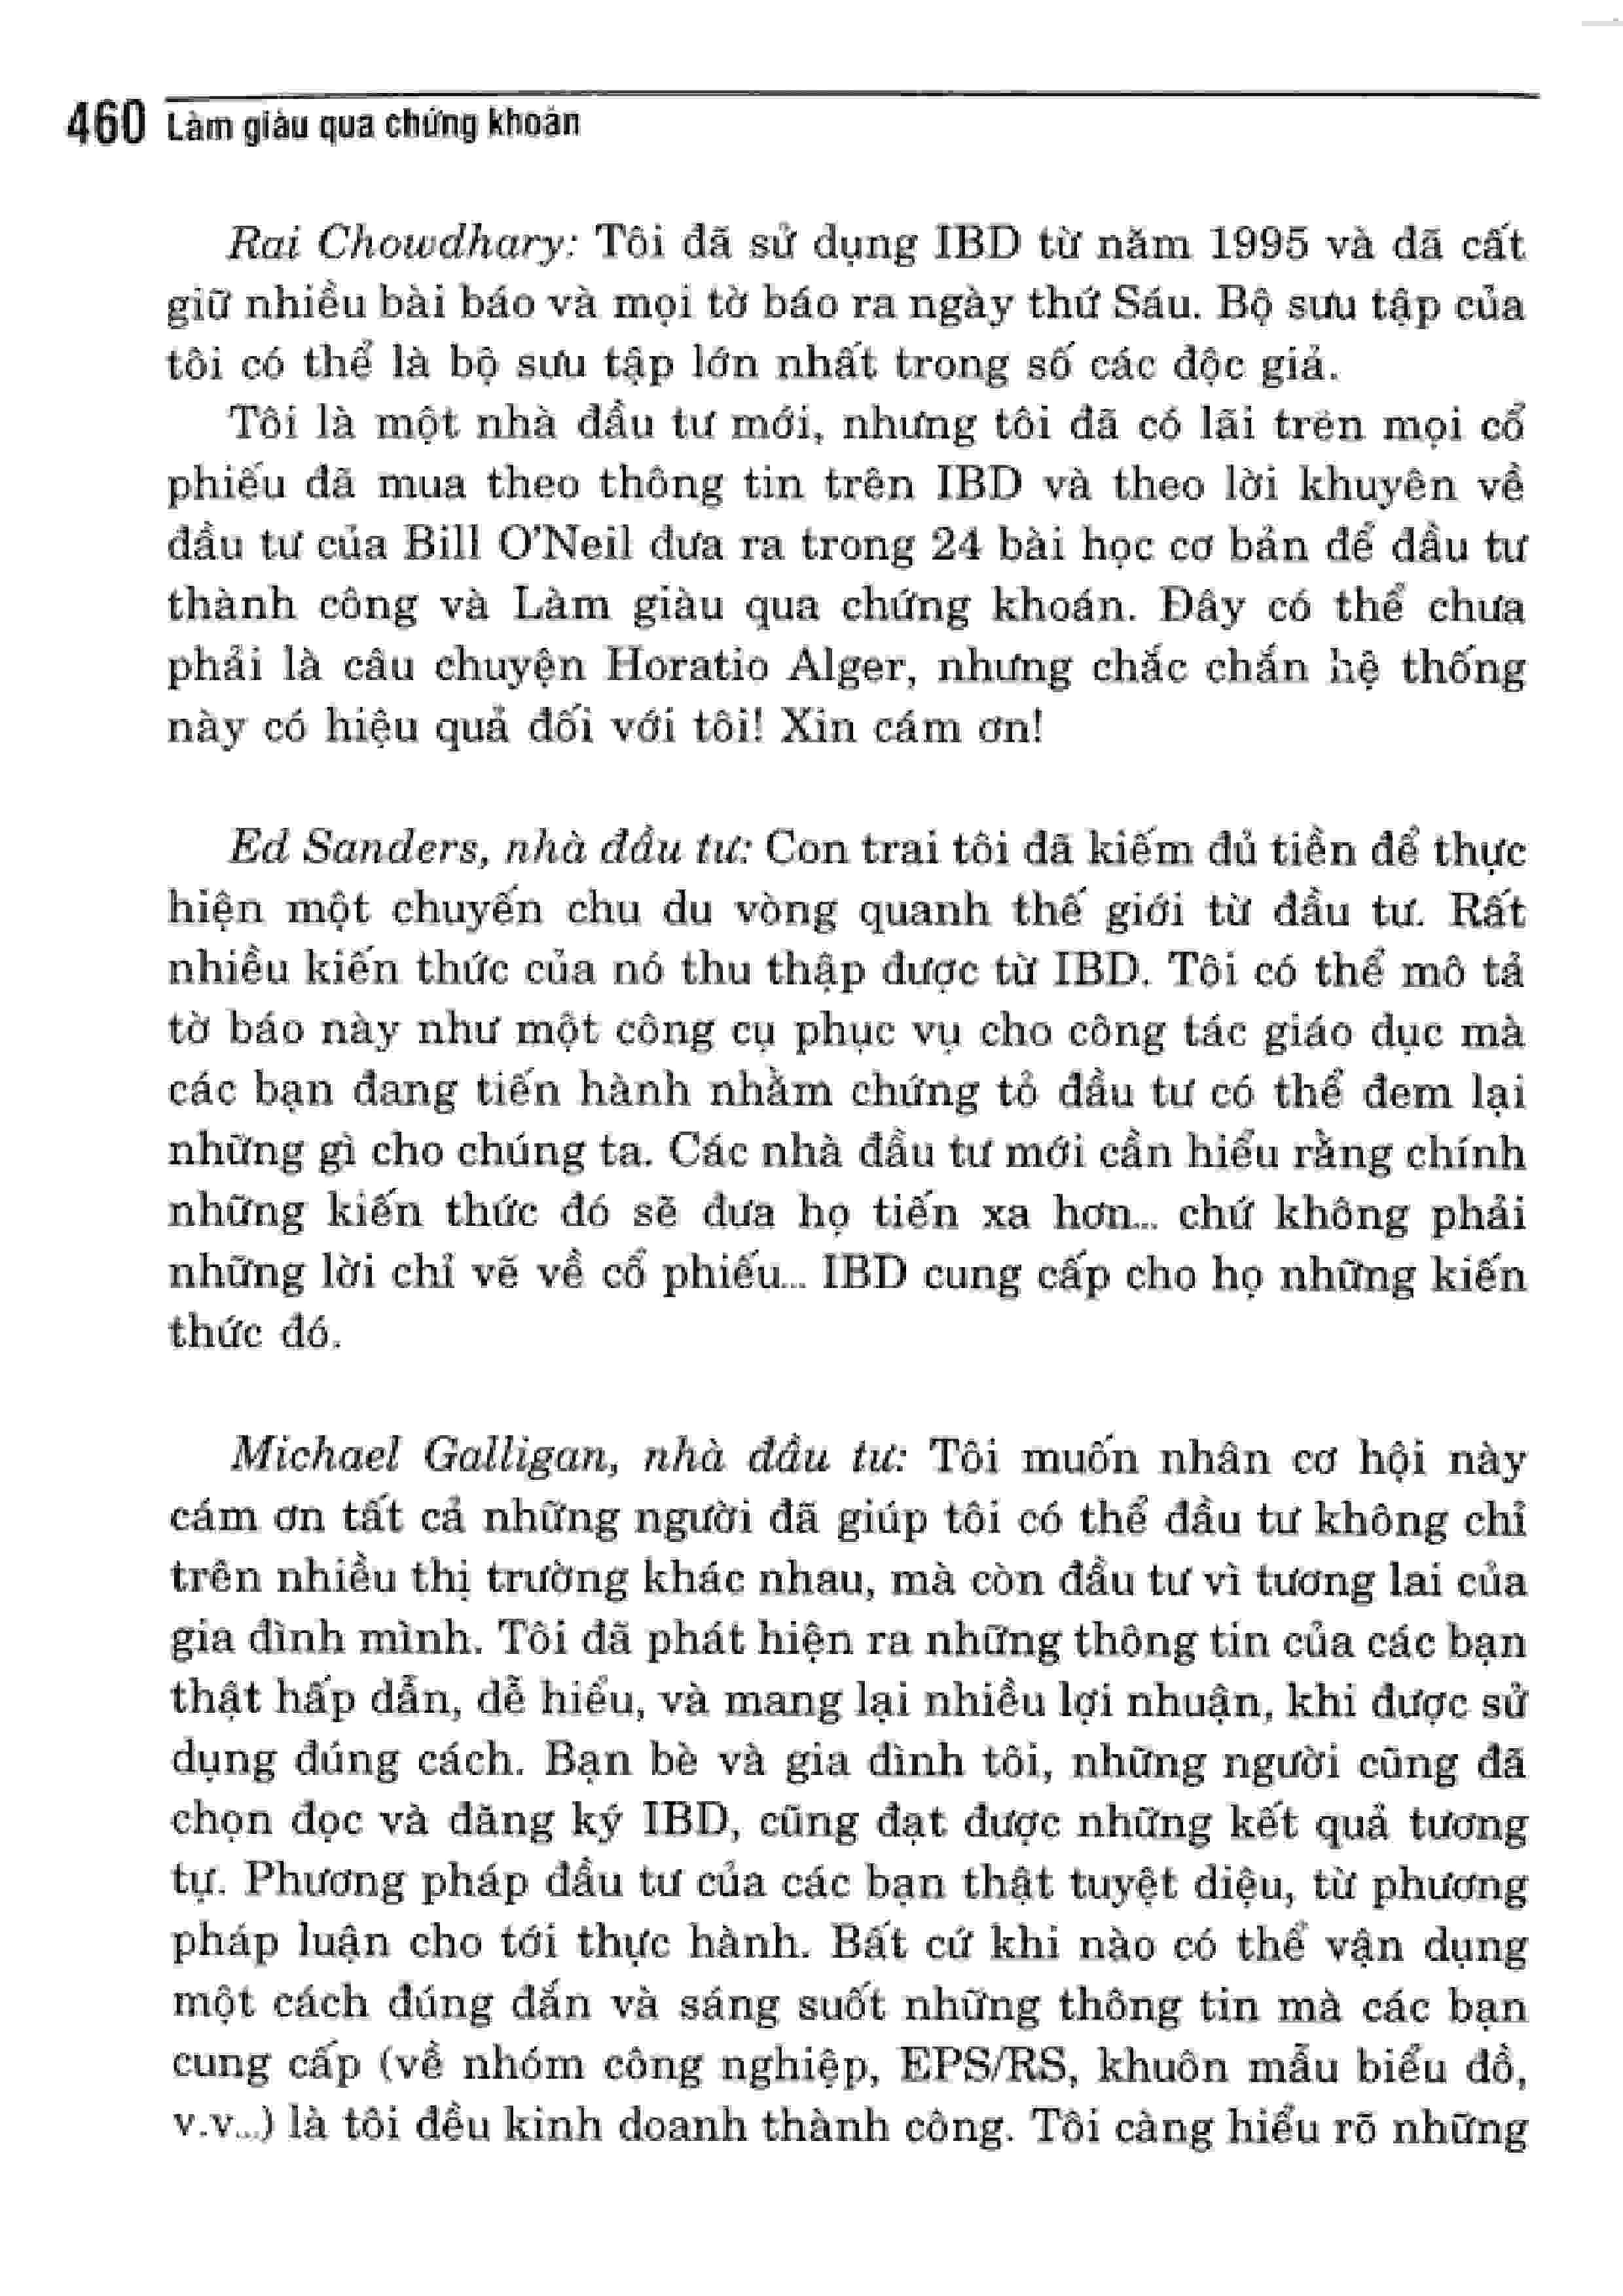 460 Làm giàu qua chứng khoán
Rai Chowdhary: Tôi đã sử dụng IBD từ năm 1995 và đã cất
giữ nhiều bài báo và mọi tờ báo ra ngày thứ Sáu. Bộ sưu tập của
tôi có thể là bộ sưu tập lớn nhất trong số các độc giả.
Tôi là một nhà đầu tư mới, nhưng tôi đã có lãi trên mọi cổ
phiếu đã mua theo thông tin trên IBD và theo lời khuyên về
đầu tư của Bill O'Neil đưa ra trong 24 bài học cơ bản để đầu tư
thành công và Làm giàu qua chứng khoán. Đây có thể chưa
phải là câu chuyện Horatio Alger, nhưng chắc chắn hệ thống
này có hiệu quả đối với tôi! Xin cám ơn!
Ed Sanders, nhà đầu tư: Con trai tôi đã kiếm đủ tiền để thực
hiện một chuyến chu du vòng quanh thế giới từ đầu tư. Rất
nhiều kiến thức của nó thu thập được từ IBD. Tôi có thể mô tả
tờ báo này như một công cụ phục vụ cho công tác giáo dục mà
các bạn đang tiến hành nhằm chứng tỏ đầu tư có thể đem lại
những gì cho chúng ta. Các nhà đầu tư mới cần hiểu rằng chính
những kiến thức đó sẽ đưa họ tiến xa hơn... chứ không phải
những lời chỉ vẽ về cổ phiếu... IBD cung cấp cho họ những kiến
thức đó.
Michael Galligan, nhà đầu tư: Tôi muốn nhân cơ hội này
cám ơn tất cả những người đã giúp tôi có thể đầu tư không chỉ
trên nhiều thị trường khác nhau, mà còn đầu tư vì tương lai của
gia đình mình. Tôi đã phát hiện ra những thông tin của các bạn
thật hấp dẫn, dễ hiểu, và mang lại nhiều lợi nhuận, khi được sử
dụng đúng cách. Bạn bè và gia đình tôi, những người cũng đã
chọn đọc và đăng ký IBD, cũng đạt được những kết quả tương
tự. Phương pháp đầu tư của các bạn thật tuyệt diệu, từ phương
pháp luận cho tới thực hành. Bất cứ khi nào có thể vận dụng
một cách đúng đắn và sáng suốt những thông tin mà các bạn
cung cấp (về nhóm công nghiệp, EPS/RS, khuôn mẫu biểu đồ,
v.v...) là tôi đều kinh doanh thành công. Tôi càng hiểu rõ những